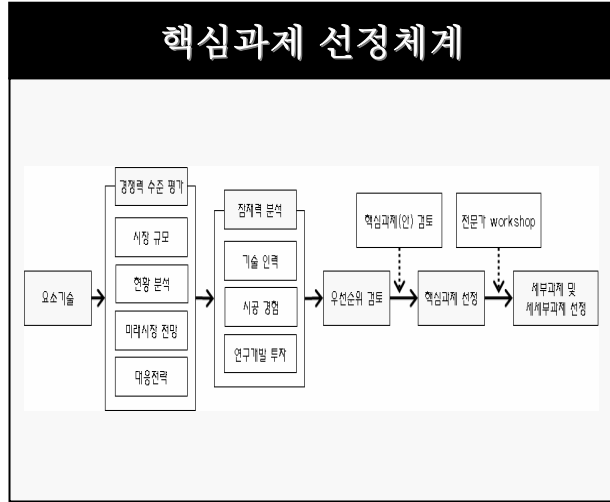 핵심과제 선정체계
요소기술
경쟁력 수준 평가
시장 규모
현황 분석
미래시장 전망
대응전략
잠재력 분석
기술 인력
시공 경험
연구개발 투자
우선순위 검토
핵심과제(안) 검토
핵심과제 선정
전문가 workshop
세부과제 및
세세부과제 선정